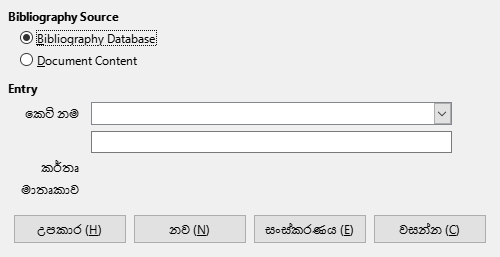 Bibliography Source
Bibliography Database
Document Content
Entry
කෙටි නම
කර්තෘ
මාතෘකාව
උපකාර (H) නව (N) සංස්කරණය (E) වසන්න (C)